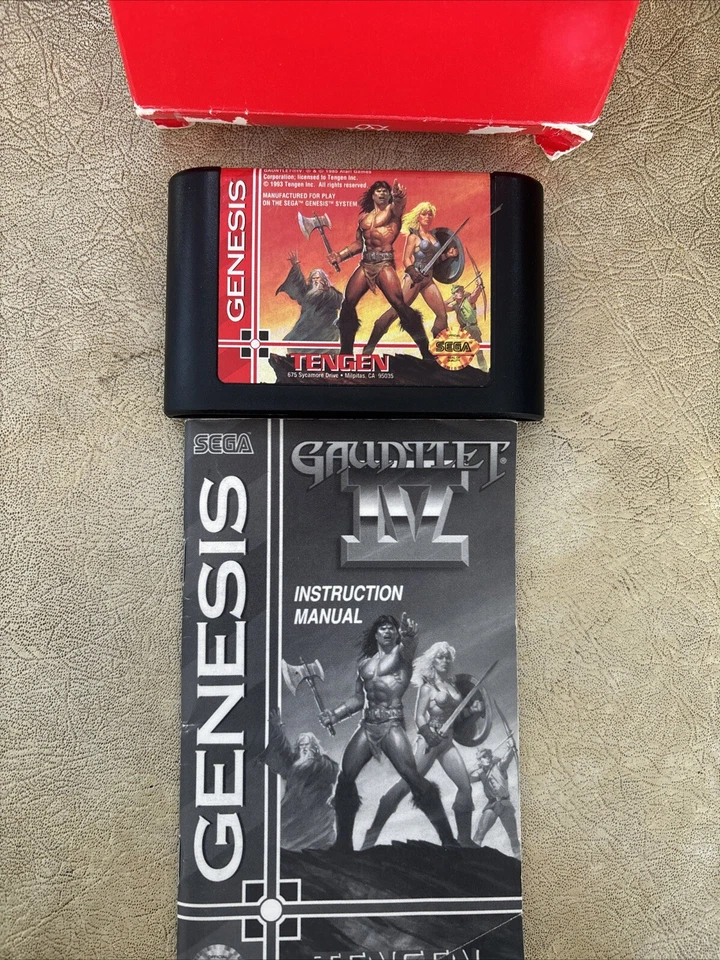 GAUNTLET IV ® & © 1985 Atari Games
Corporation; licensed to Tengen Inc.
© 1993 Tengen Inc. All rights reserved.
MANUFACTURED FOR PLAY
ON THE SEGA™ GENESIS™ SYSTEM
GENESIS
SEGA
TENGEN
675 Sycamore Drive • Milpitas, CA 95035
SEGA
GENESIS
GAUNTLET®
IV
INSTRUCTION
MANUAL
TENGEN